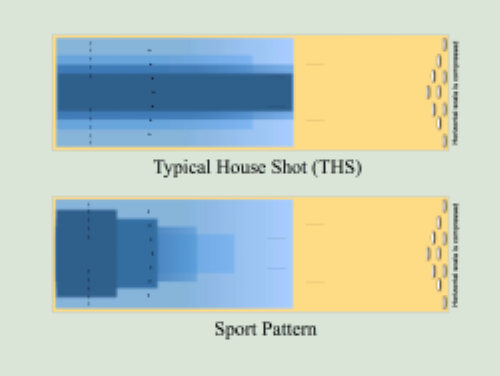 Horizontal scale is compressed
Typical House Shot (THS)
Horizontal scale is compressed
Sport Pattern